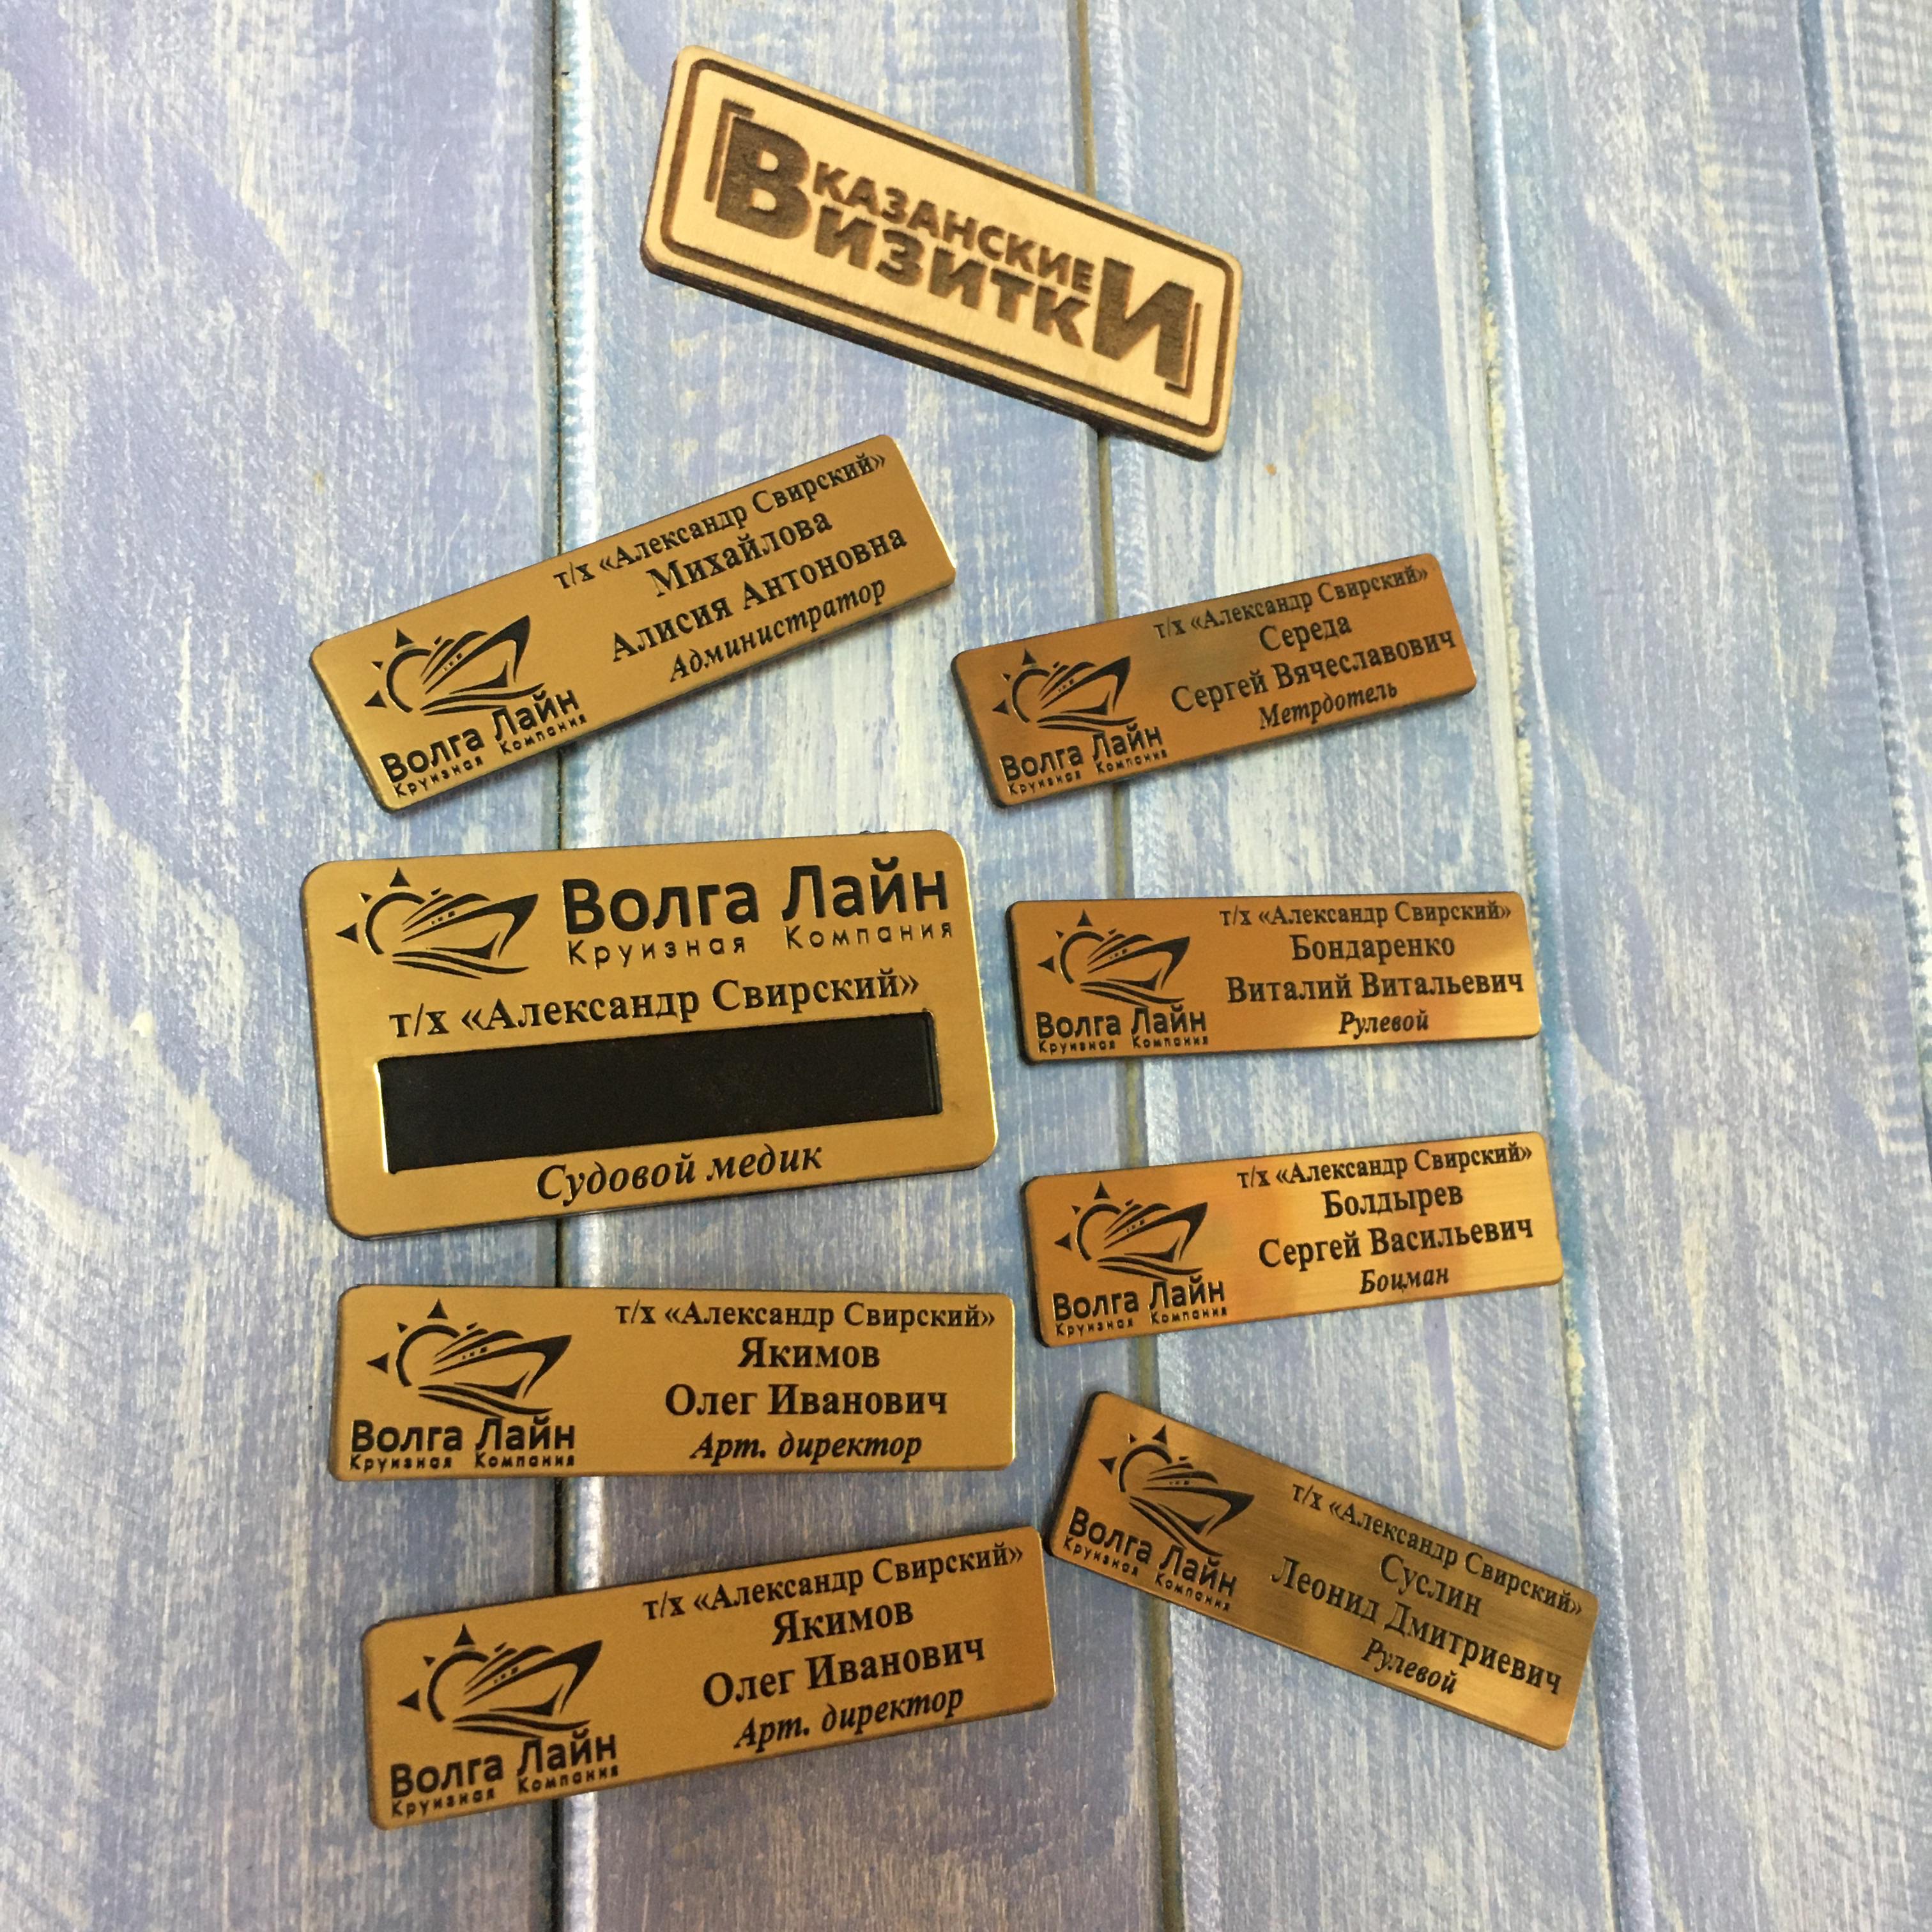 КАЗАНСКИЕ
ВИЗИТКИ
т/х «Александр Свирский»
Михайлова
Алисия Антоновна
Администратор
Волга Лайн
Круизная Компания
т/х «Александр Свирский»
Середа
Сергей Вячеславович
Метрдотель
Волга Лайн
Круизная Компания
Волга Лайн
Круизная Компания
т/х «Александр Свирский»
Судовой медик
т/х «Александр Свирский»
Бондаренко
Виталий Витальевич
Рулевой
Волга Лайн
Круизная Компания
т/х «Александр Свирский»
Болдырев
Сергей Васильевич
Боцман
Волга Лайн
Круизная Компания
т/х «Александр Свирский»
Якимов
Олег Иванович
Арт. директор
Волга Лайн
Круизная Компания
т/х «Александр Свирский»
Суслин
Леонид Дмитриевич
Рулевой
Волга Лайн
Круизная Компания
т/х «Александр Свирский»
Якимов
Олег Иванович
Арт. директор
Волга Лайн
Круизная Компания